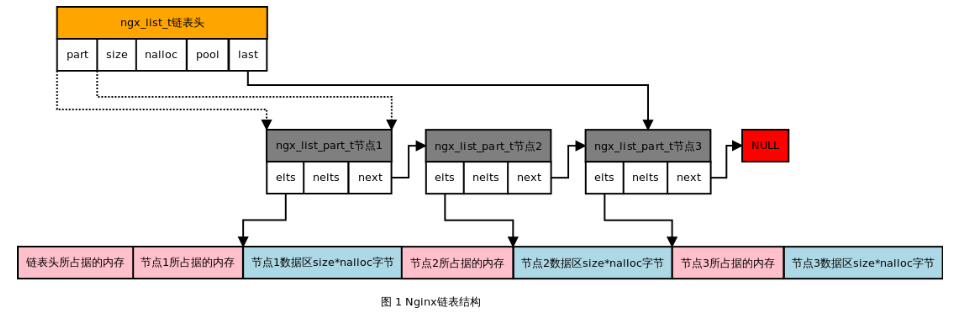 ngx_list_t链表头
part size nalloc pool last
ngx_list_part_t节点1 ngx_list_part_t节点2 ngx_list_part_t节点3 NULL
elts nelts next elts nelts next elts nelts next
链表头所占据的内存 节点1所占据的内存 节点1数据区size*nalloc字节 节点2所占据的内存 节点2数据区size*nalloc字节 节点3所占据的内存 节点3数据区size*nalloc字节
图 1 Nginx链表结构